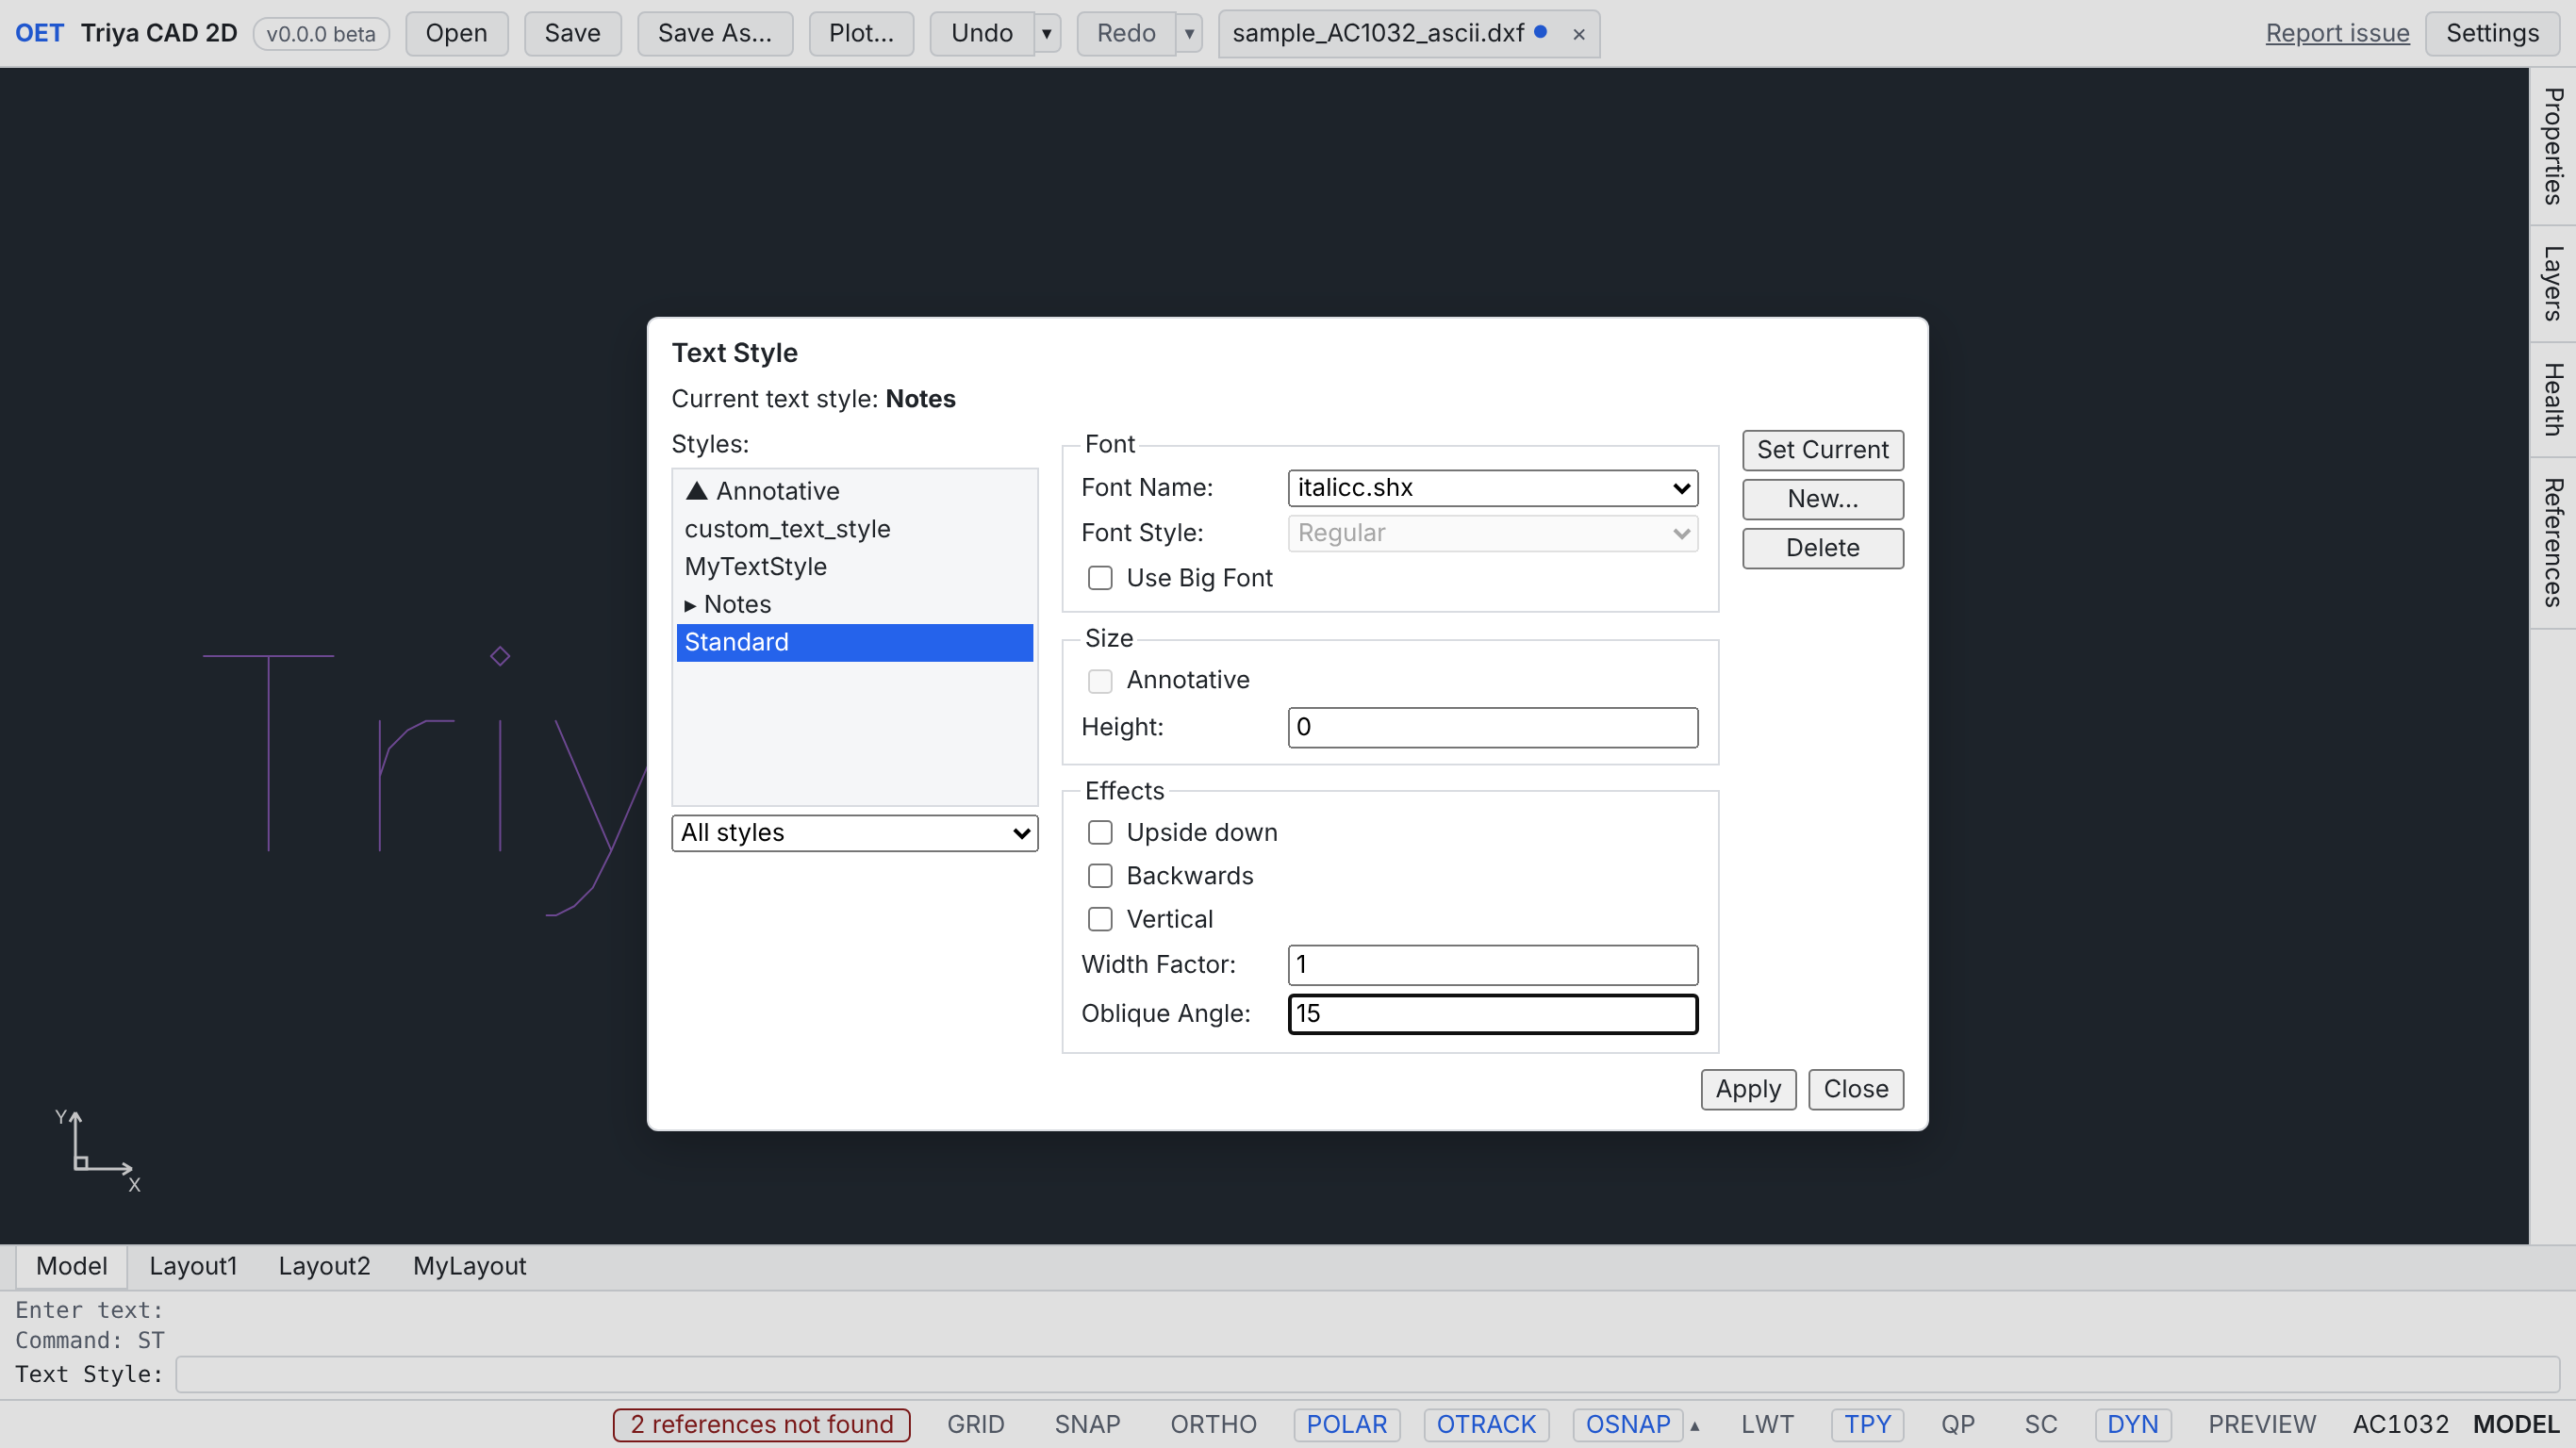 OET Triya CAD 2D v0.0.0 beta Open Save Save As... Plot... Undo ▾ Redo ▾ sample_AC1032_ascii.dxf × Report issue Settings
Properties
Layers
Health
References
Triy
Text Style
Current text style: Notes
Styles:
▲ Annotative
custom_text_style
MyTextStyle
▸ Notes
Standard
All styles
Font
Font Name: italicc.shx
Font Style: Regular
Use Big Font
Size
Annotative
Height: 0
Effects
Upside down
Backwards
Vertical
Width Factor: 1
Oblique Angle: 15
Set Current
New...
Delete
Apply Close
Y
X
Model Layout1 Layout2 MyLayout
Enter text:
Command: ST
Text Style:
2 references not found GRID SNAP ORTHO POLAR OTRACK OSNAP ▴ LWT TPY QP SC DYN PREVIEW AC1032 MODEL